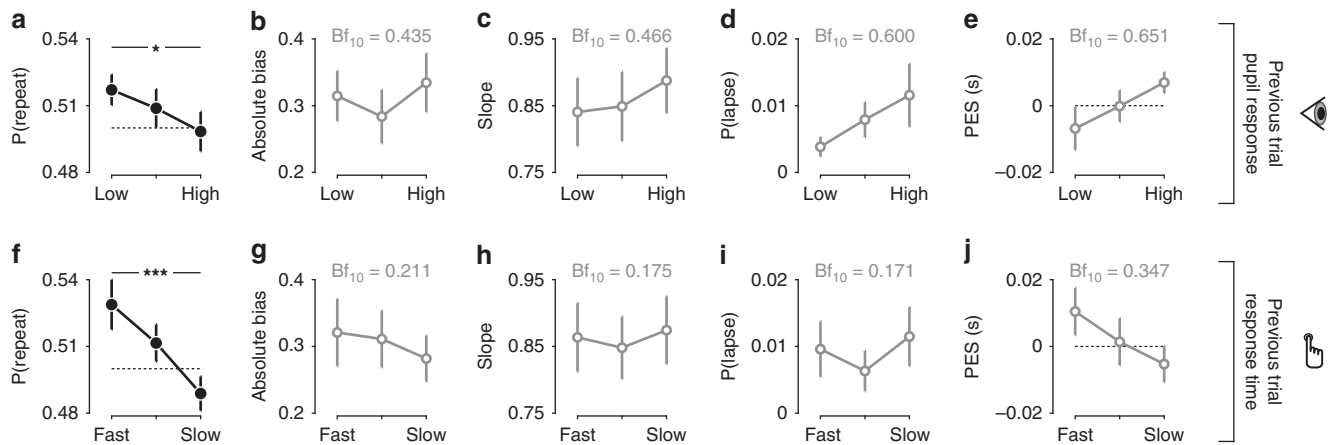 a
P(repeat)
0.54
0.51
0.48
*
Low
High
b
Absolute bias
0.4
0.3
0.2
Bf10 = 0.435
Low
High
c
Slope
0.95
0.85
0.75
Bf10 = 0.466
Low
High
d
P(lapse)
0.02
0.01
0
Bf10 = 0.600
Low
High
e
PES (s)
0.02
0
–0.02
Bf10 = 0.651
Low
High
Previous trial
pupil response
f
P(repeat)
0.54
0.51
0.48
***
Fast
Slow
g
Absolute bias
0.4
0.3
0.2
Bf10 = 0.211
Fast
Slow
h
Slope
0.95
0.85
0.75
Bf10 = 0.175
Fast
Slow
i
P(lapse)
0.02
0.01
0
Bf10 = 0.171
Fast
Slow
j
PES (s)
0.02
0
–0.02
Bf10 = 0.347
Fast
Slow
Previous trial
response time